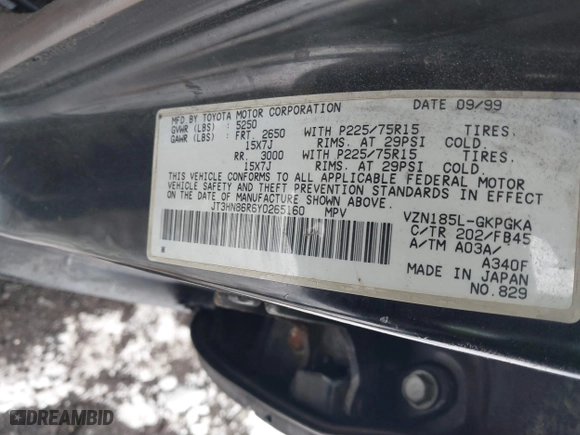 MFD BY TOYOTA MOTOR CORPORATION DATE 09/99
GVWR (LBS) : 5250
GAWR (LBS) : FRT. 2650 WITH P225/75R15 TIRES.
15X7J RIMS. AT 29PSI COLD.
RR. 3000 WITH P225/75R15 TIRES.
15X7J RIMS. AT 29PSI COLD.
THIS VEHICLE CONFORMS TO ALL APPLICABLE FEDERAL MOTOR
VEHICLE SAFETY AND THEFT PREVENTION STANDARDS IN EFFECT
ON THE DATE OF MANUFACTURE SHOWN ABOVE.
JT3HN86R6Y0265160 MPV VZN185L-GKPGKA
C/TR 202/FB45
A/TM A03A/
A340F
MADE IN JAPAN
NO.829
DREAMBID